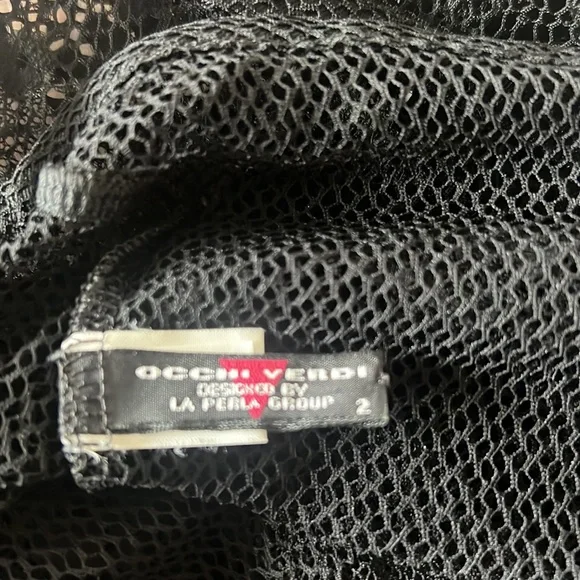 OCCHI VERDI
DESIGNED BY
LA PERLA GROUP 2